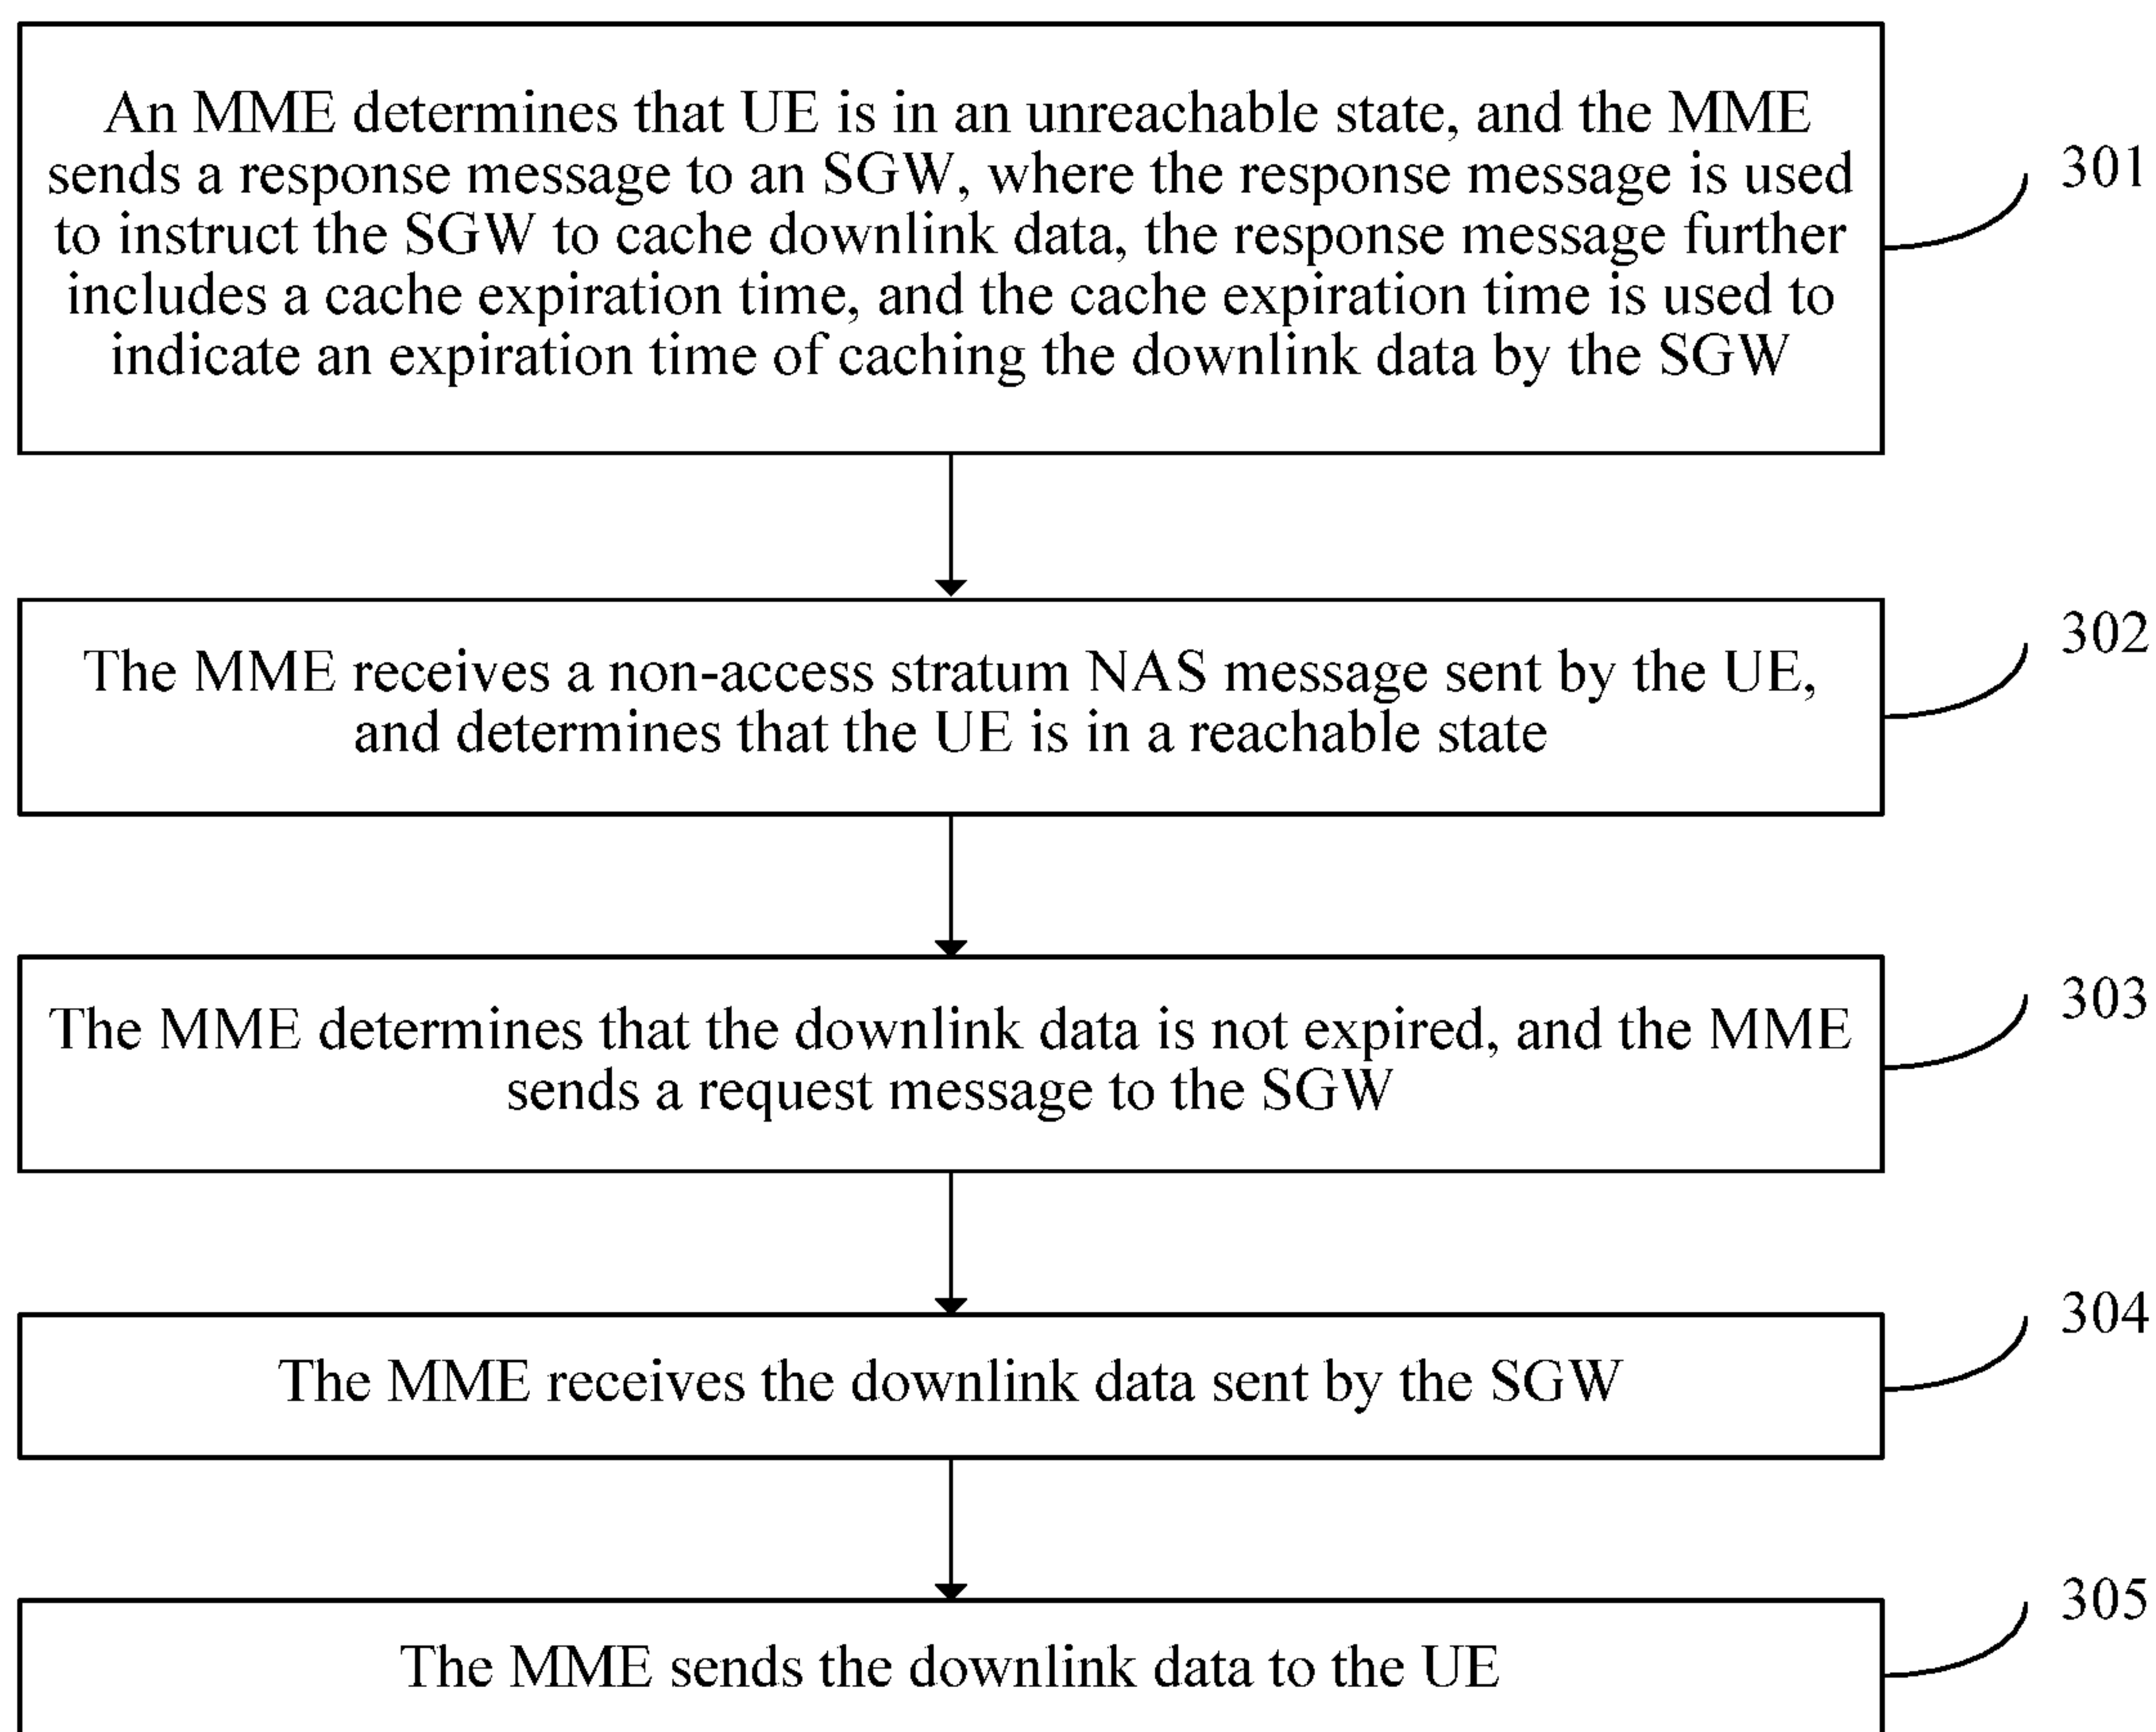 An MME determines that UE is in an unreachable state, and the MME
sends a response message to an SGW, where the response message is used
to instruct the SGW to cache downlink data, the response message further
includes a cache expiration time, and the cache expiration time is used to
indicate an expiration time of caching the downlink data by the SGW
301
The MME receives a non-access stratum NAS message sent by the UE,
and determines that the UE is in a reachable state
302
The MME determines that the downlink data is not expired, and the MME
sends a request message to the SGW
303
The MME receives the downlink data sent by the SGW
304
The MME sends the downlink data to the UE
305